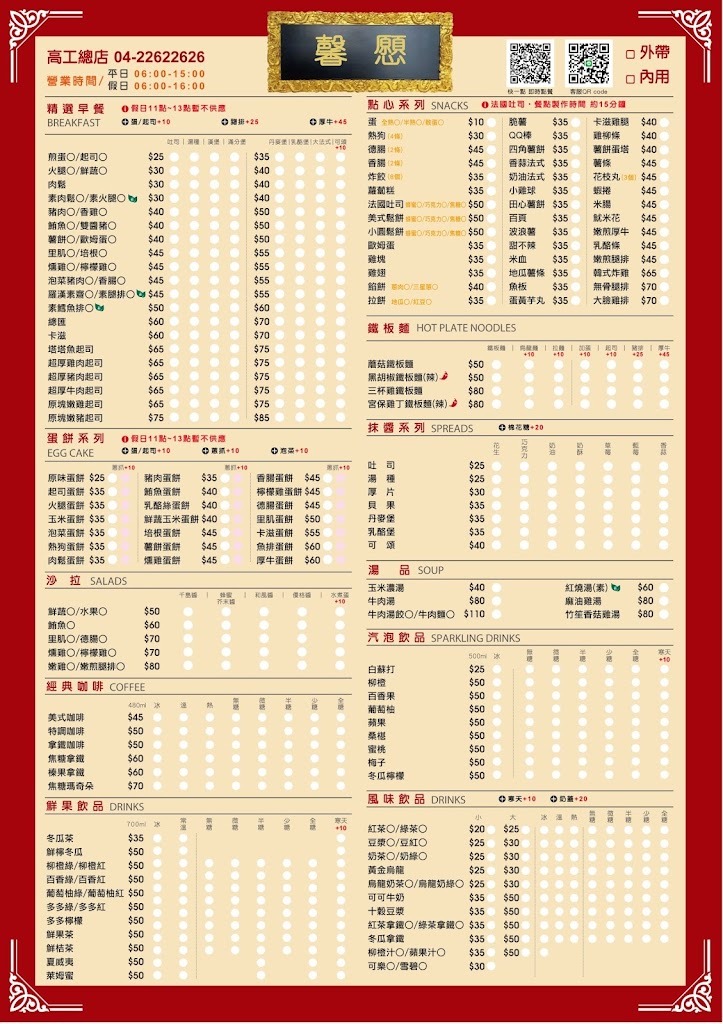 馨愿
高工總店 04-22622626
營業時間/ 平日 06:00-15:00
假日 06:00-16:00
快一點 即時點餐
客服QR code
□ 外帶
□ 內用
精選早餐 假日11點~13點暫不供應
BREAKFAST 蛋/起司+10 豬排+25 厚牛+45
吐司 | 湯種 | 漢堡 | 滿分堡 丹麥堡 | 乳酪堡 | 大法式 | 可頌+10
煎蛋○/起司○ $25 $35
火腿○/鮮蔬○ $30 $40
肉鬆 $30 $40
素肉鬆○/素火腿○ $30 $40
豬肉○/香雞○ $40 $50
鮪魚○/雙醬豬○ $40 $50
薯餅○/歐姆蛋○ $40 $50
里肌○/培根○ $45 $50
燻雞○/檸檬雞○ $45 $55
泡菜豬肉○/香腸○ $45 $55
羅漢素齋○/素腿排○ $45 $55
素鱈魚排○ $50 $60
總匯 $60 $70
卡滋 $60 $70
塔塔魚起司 $65 $75
超厚雞肉起司 $65 $75
超厚豬肉起司 $65 $75
超厚牛肉起司 $65 $75
原塊嫩雞起司 $65 $75
原塊嫩豬起司 $75 $85
蛋餅系列 假日11點~13點暫不供應
EGG CAKE 蛋/起司+10 蔥抓+10 泡菜+10
蔥抓+10 蔥抓+10 蔥抓+10
原味蛋餅 $25 豬肉蛋餅 $35 香腸蛋餅 $45
起司蛋餅 $35 鮪魚蛋餅 $40 檸檬雞蛋餅 $45
火腿蛋餅 $35 乳酪絲蛋餅 $40 德腸蛋餅 $45
玉米蛋餅 $35 鮮蔬玉米蛋餅 $40 里肌蛋餅 $50
泡菜蛋餅 $35 培根蛋餅 $45 卡滋蛋餅 $55
熱狗蛋餅 $35 薯餅蛋餅 $40 魚排蛋餅 $60
肉鬆蛋餅 $35 燻雞蛋餅 $45 厚牛蛋餅 $60
沙拉 SALADS
千島醬 | 蜂蜜芥末醬 | 和風醬 | 優格醬 | 水煮蛋+10
鮮蔬○/水果○ $50
鮪魚○ $60
里肌○/德腸○ $70
燻雞○/檸檬雞○ $70
嫩雞○/嫩煎腿排○ $80
經典咖啡 COFFEE
480ml 冰 溫 熱 無糖 微糖 半糖 少糖 全糖
美式咖啡 $45
特調咖啡 $50
拿鐵咖啡 $50
焦糖拿鐵 $60
榛果拿鐵 $60
焦糖瑪奇朵 $70
鮮果飲品 DRINKS
700ml 冰 常溫 無糖 微糖 半糖 少糖 全糖 寒天+10
冬瓜茶 $35
鮮檸冬瓜 $50
柳橙綠/柳橙紅 $50
百香綠/百香紅 $50
葡萄柚綠/葡萄柚紅 $50
多多綠/多多紅 $50
多多檸檬 $50
鮮果茶 $50
鮮桔茶 $50
夏威夷 $50
萊姆蜜 $50
點心系列 SNACKS 法國吐司，餐點製作時間 約15分鐘
蛋 全熟○/半熟○/散蛋○ $10 脆薯 $35 卡滋雞腿 $40
熱狗 (4條) $30 QQ棒 $35 雞柳條 $40
德腸 (2條) $45 四角薯餅 $35 薯餅蛋塔 $40
香腸 (2條) $45 香蒜法式 $35 薯條 $45
炸餃 $40 奶油法式 $35 花枝丸(3個) $45
蘿蔔糕 $35 小雞球 $35 蝦捲 $45
法國吐司 蜂蜜○/巧克力○/煉糖○ $50 田心薯餅 $35 米腸 $45
美式鬆餅 蜂蜜○/巧克力○/煮糖○ $50 百頁 $35 魷米花 $45
小圓鬆餅 蜂蜜○/巧克力○/煮糖○ $50 波浪薯 $35 嫩煎厚牛 $45
歐姆蛋 $35 甜不辣 $35 乳酪條 $45
雞塊 $35 米血 $35 嫩煎腿排 $45
雞翅 $35 地瓜薯條 $35 韓式炸雞 $65
餡餅 豬肉○/三星蔥○ $40 魚板 $35 無骨腿排 $70
拉餅 地瓜○/紅豆○ $35 蛋黃芋丸 $35 大臉雞排 $70
鐵板麵 HOT PLATE NOODLES
鐵板麵 | 烏龍麵+10 | 拉麵+10 | 加蛋+10 | 起司+10 | 豬排+25 | 厚牛+45
蘑菇鐵板麵 $50
黑胡椒鐵板麵(辣) $50
三杯雞鐵板麵 $80
宮保雞丁鐵板麵(辣) $80
抹醬系列 SPREADS 棉花糖+20
花生 巧克力 奶油 奶酥 草莓 藍莓 香蒜
吐司 $25
湯種 $25
厚片 $30
貝果 $35
丹麥堡 $35
乳酪堡 $35
可頌 $40
湯品 SOUP
玉米濃湯 $40 紅燒湯(素) $60
牛肉湯 $80 麻油雞湯 $80
牛肉湯餃○/牛肉麵○ $110 竹笙香菇雞湯 $80
汽泡飲品 SPARKLING DRINKS
500ml 冰 無糖 微糖 半糖 少糖 全糖 寒天+10
白蘇打 $25
柳橙 $50
百香果 $50
葡萄柚 $50
蘋果 $50
桑椹 $50
蜜桃 $50
梅子 $50
冬瓜檸檬 $50
風味飲品 DRINKS 寒天+10 奶蓋+20
小 大 冰 溫 熱 無糖 微糖 半糖 少糖 全糖
紅茶○/綠茶○ $20 $25
豆漿○/豆紅○ $25 $30
奶茶○/奶綠○ $25 $30
黃金烏龍 $25 $30
烏龍奶茶○/烏龍奶綠○ $25 $30
可可牛奶 $35 $50
十穀豆漿 $35 $50
紅茶拿鐵○/綠茶拿鐵○ $35 $50
冬瓜拿鐵 $35 $50
柳橙汁○/蘋果汁○ $35 $50
可樂○/雪碧○ $30